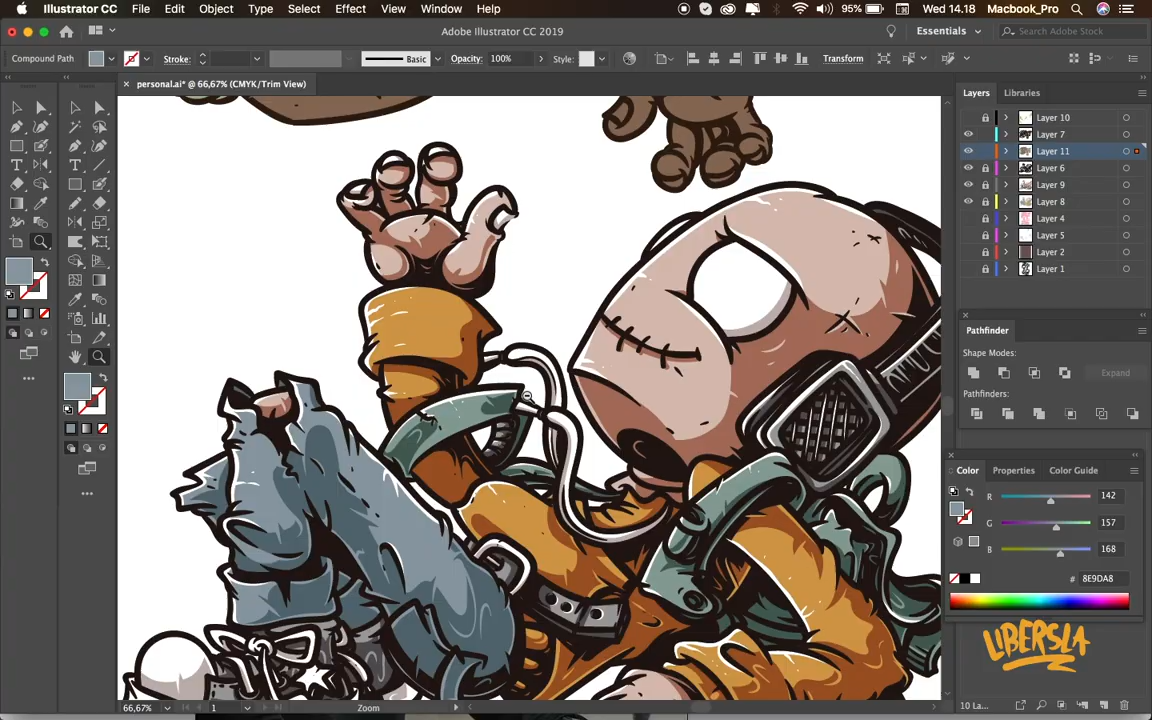 Illustrator CC File Edit Object Type Select Effect View Window Help 95% Wed 14.18 Macbook_Pro
Adobe Illustrator CC 2019 Essentials Search Adobe Stock
Compound Path Stroke: Basic Opacity: 100% Style: Transform
× personal.ai* @ 66,67% (CMYK/Trim View)
Layers Libraries
Layer 10
Layer 7
Layer 11
Layer 6
Layer 9
Layer 8
Layer 4
Layer 5
Layer 2
Layer 1
Pathfinder
Shape Modes:
Expand
Pathfinders:
Color Properties Color Guide
R 142
G 157
B 168
# 8E9DA8
LIBERSLA
66,67% 1 Zoom 10 La...